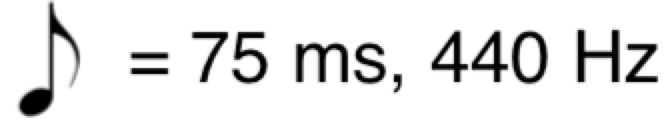 ♪ = 75 ms, 440 Hz